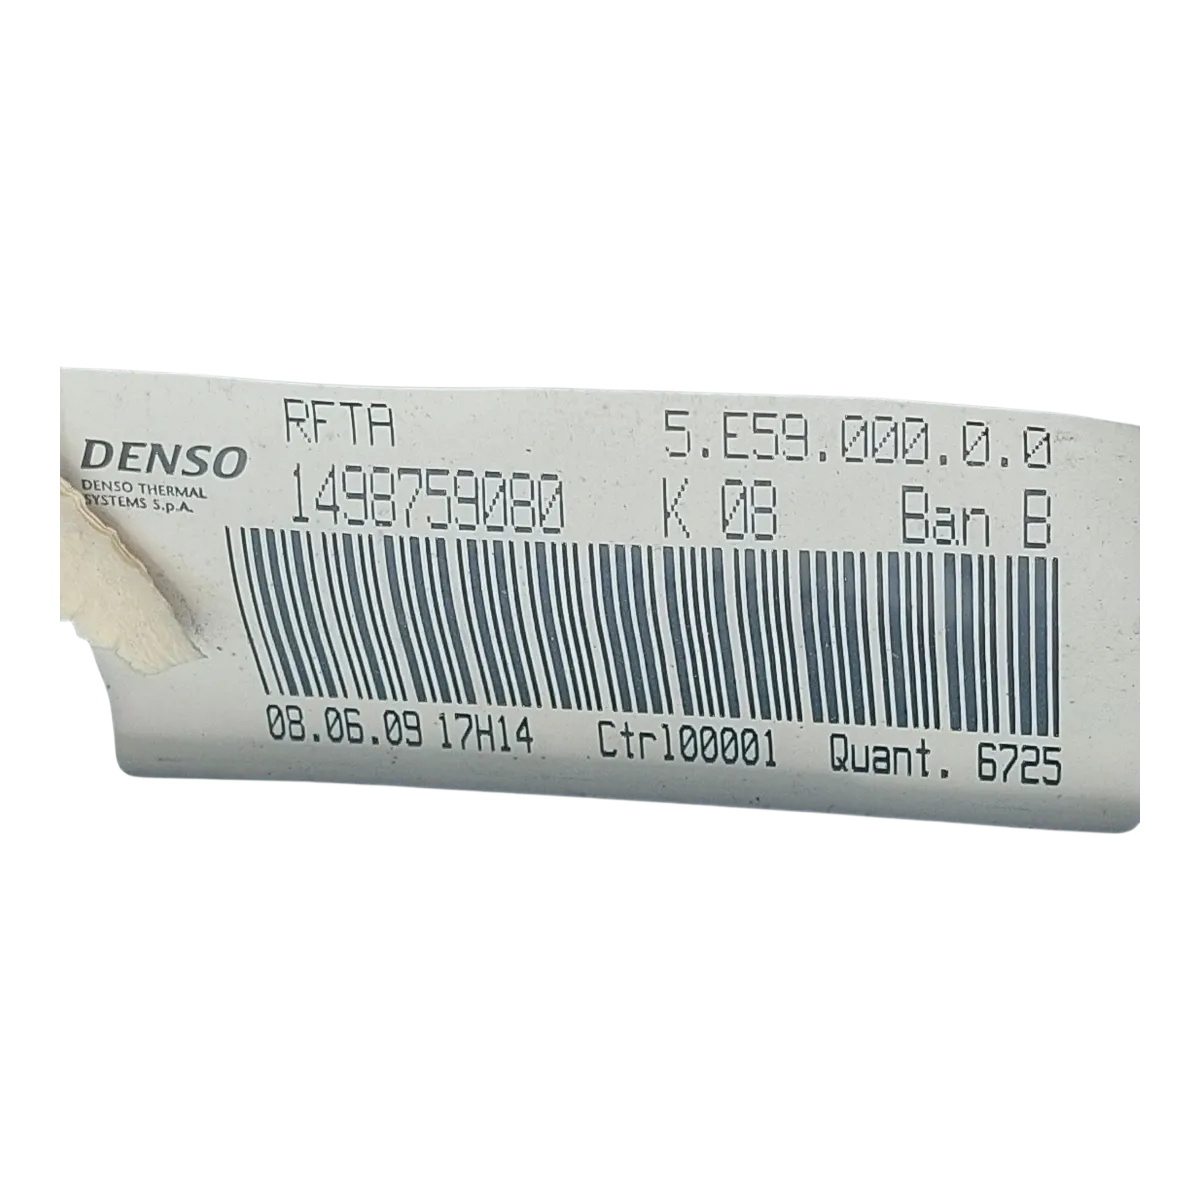 RFTA 5.E59.000.0.0
DENSO
DENSO THERMAL
SYSTEMS S.p.A.
1498759080 K 08 Ban B
08.06.09 17H14 Ctrl00001 Quant. 6725